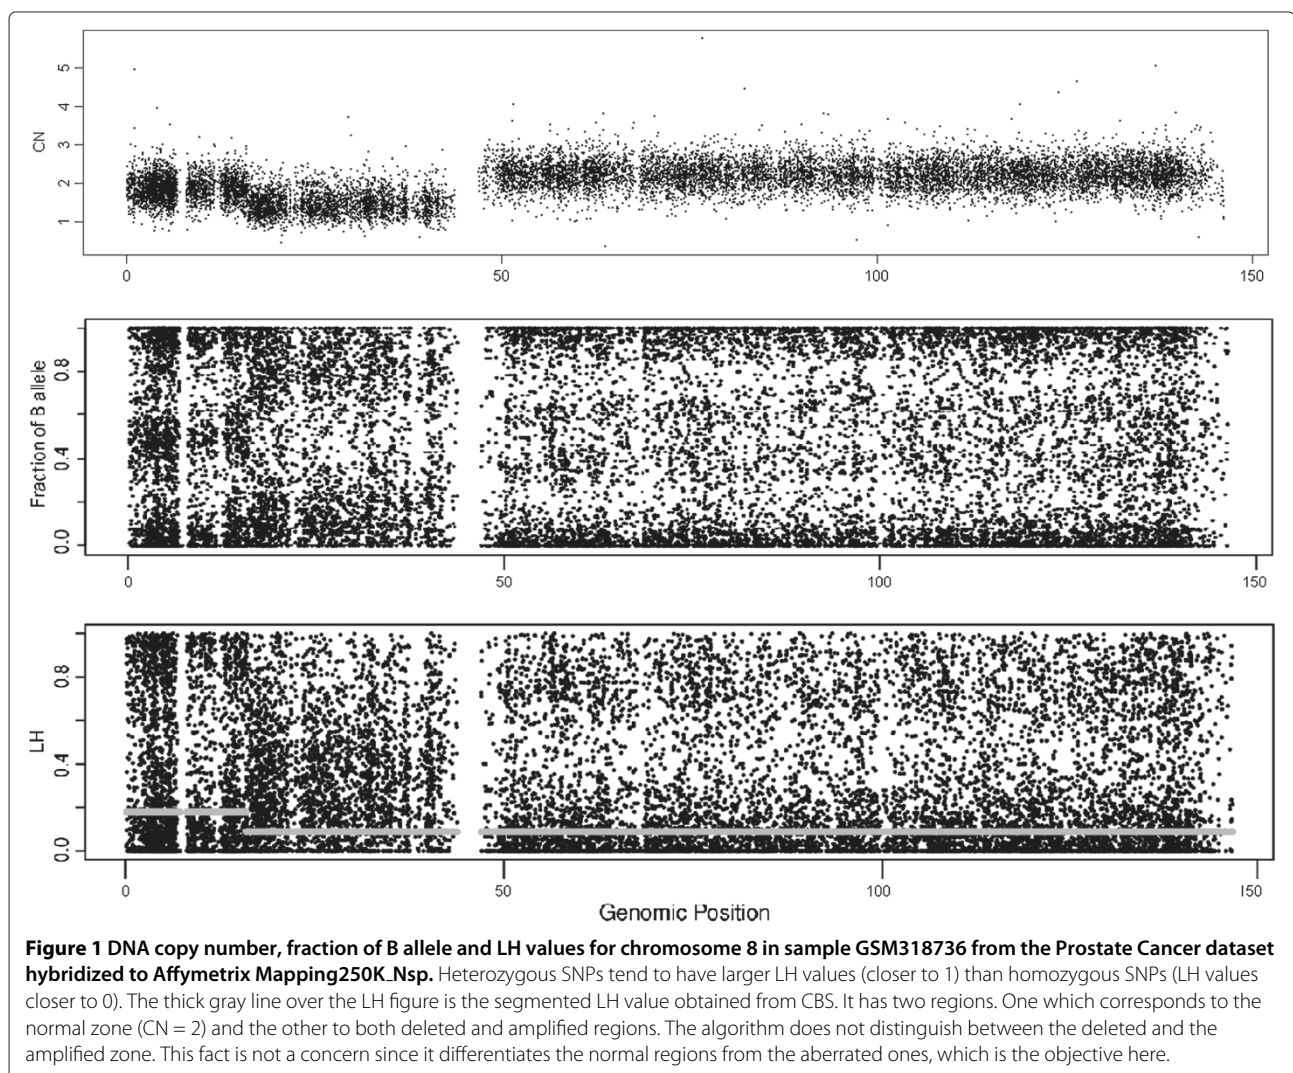 CN
5
4
3
2
1
0
50
100
150
Fraction of B allele
0.8
0.4
0.0
0
50
100
150
LH
0.8
0.4
0.0
0
50
100
150
Genomic Position
Figure 1 DNA copy number, fraction of B allele and LH values for chromosome 8 in sample GSM318736 from the Prostate Cancer dataset
hybridized to Affymetrix Mapping250K_Nsp. Heterozygous SNPs tend to have larger LH values (closer to 1) than homozygous SNPs (LH values
closer to 0). The thick gray line over the LH figure is the segmented LH value obtained from CBS. It has two regions. One which corresponds to the
normal zone (CN = 2) and the other to both deleted and amplified regions. The algorithm does not distinguish between the deleted and the
amplified zone. This fact is not a concern since it differentiates the normal regions from the aberrated ones, which is the objective here.